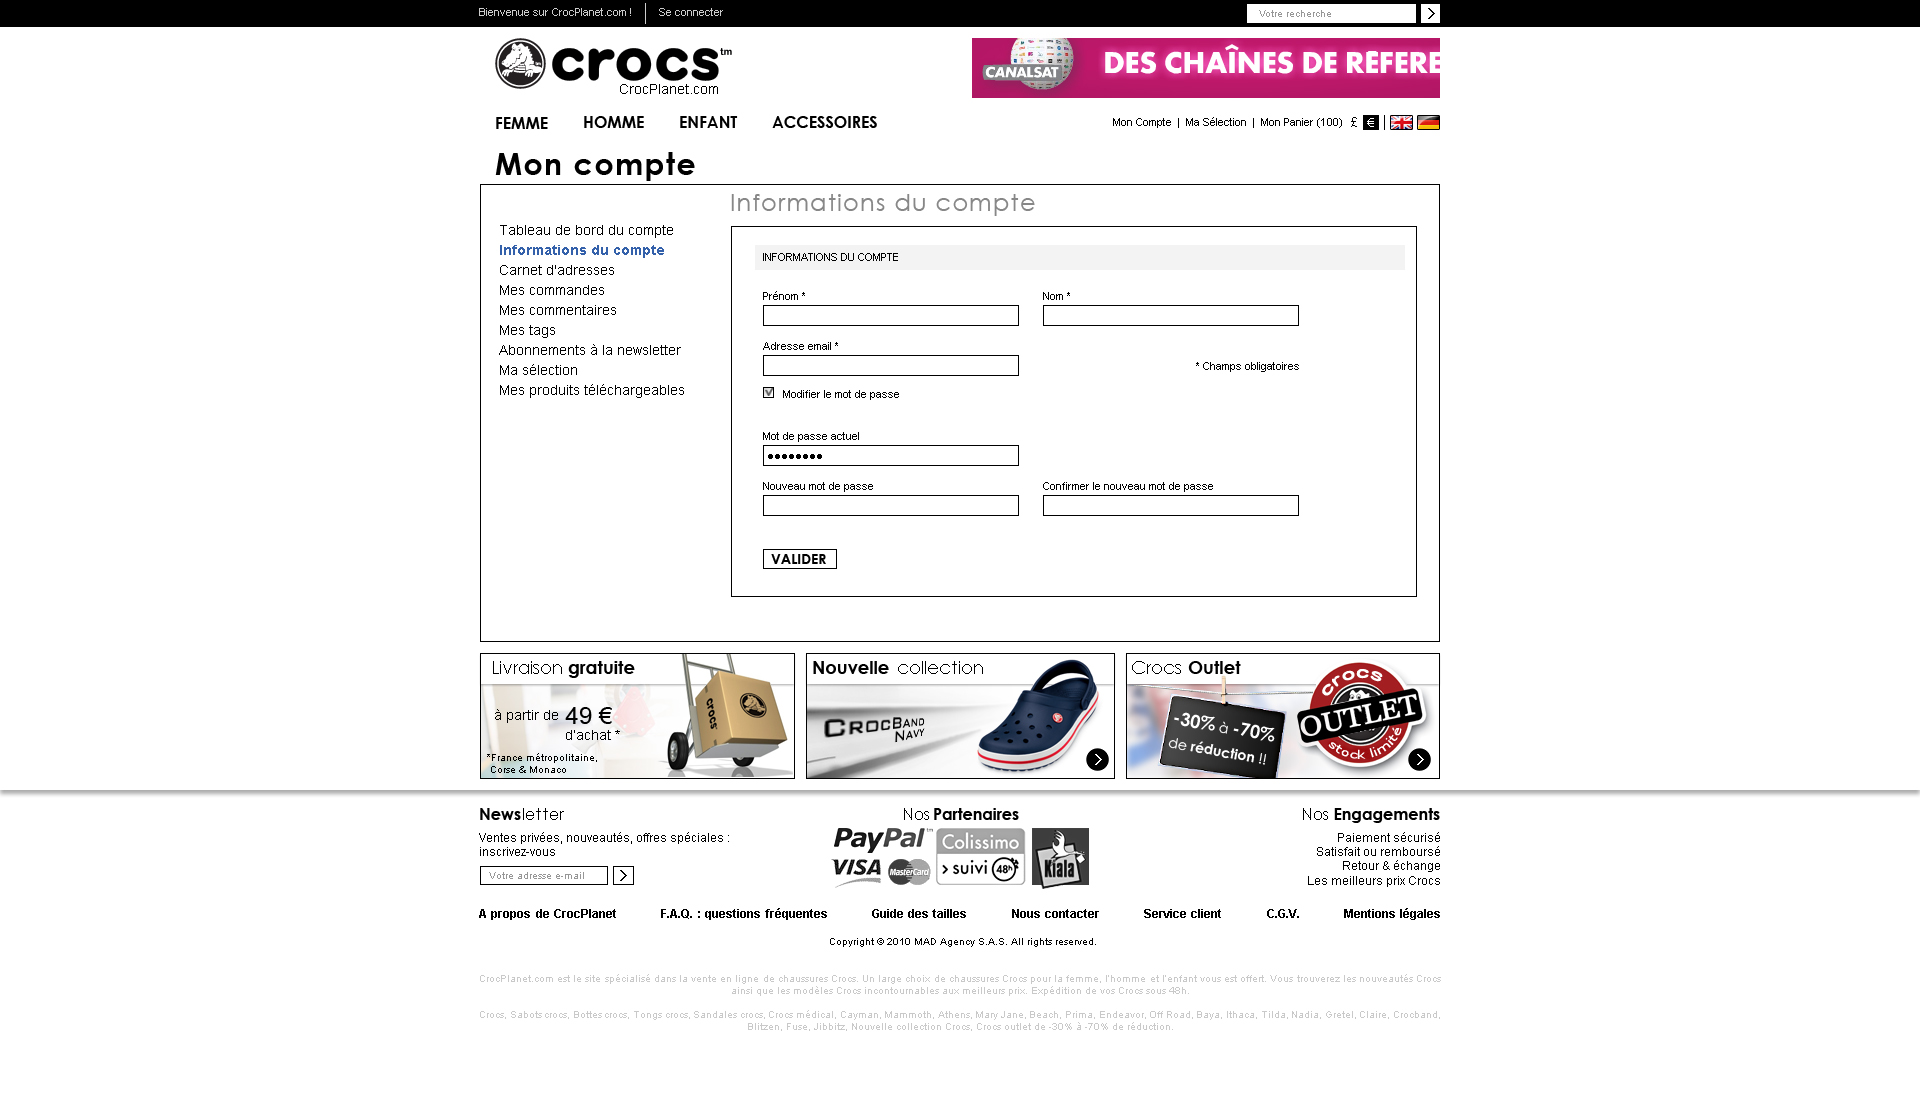 Bienvenue sur CrocPlanet.com !
Se connecter
Votre recherche
crocs™
CrocPlanet.com
CANALSAT
DES CHAÎNES DE RÉFÉRE
FEMME HOMME ENFANT ACCESSOIRES
Mon Compte | Ma Sélection | Mon Panier (100) £ € |
Mon compte
Informations du compte
Tableau de bord du compte
Informations du compte
Carnet d'adresses
Mes commandes
Mes commentaires
Mes tags
Abonnements à la newsletter
Ma sélection
Mes produits téléchargeables
INFORMATIONS DU COMPTE
Prénom *
Nom *
Adresse email *
* Champs obligatoires
Modifier le mot de passe
Mot de passe actuel
••••••••
Nouveau mot de passe
Confirmer le nouveau mot de passe
VALIDER
Livraison gratuite
à partir de 49 €
d'achat *
*France métropolitaine,
Corse & Monaco
crocs
Nouvelle collection
CROCBAND
NAVY
Crocs Outlet
-30% à -70%
de réduction !!
crocs
OUTLET
stock limité
Newsletter
Ventes privées, nouveautés, offres spéciales :
inscrivez-vous
Votre adresse e-mail
Nos Partenaires
PayPal™
VISA
MasterCard
Colissimo
> suivi 48h
Kiala
Nos Engagements
Paiement sécurisé
Satisfait ou remboursé
Retour & échange
Les meilleurs prix Crocs
A propos de CrocPlanet F.A.Q. : questions fréquentes Guide des tailles Nous contacter Service client C.G.V. Mentions légales
Copyright © 2010 MAD Agency S.A.S. All rights reserved.
CrocPlanet.com est le site spécialisé dans la vente en ligne de chaussures Crocs. Un large choix de chaussures Crocs pour la femme, l'homme et l'enfant vous est offert. Vous trouverez les nouveautés Crocs
ainsi que les modèles Crocs incontournables aux meilleurs prix. Expédition de vos Crocs sous 48h.
Crocs, Sabots crocs, Bottes crocs, Tongs crocs, Sandales crocs, Crocs médical, Cayman, Mammoth, Athens, Mary Jane, Beach, Prima, Endeavor, Off Road, Baya, Ithaca, Tilda, Nadia, Gretel, Claire, Crocband,
Blitzen, Fuse, Jibbitz, Nouvelle collection Crocs, Crocs outlet de -30% à -70% de réduction.